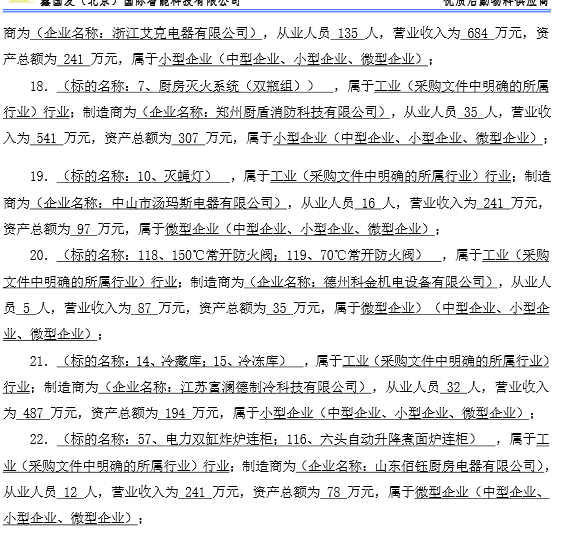 嘉国发（北京）国际智能科技有限公司 优质后勤物料供应商
商为（企业名称：浙江艾克电器有限公司），从业人员 135 人，营业收入为 684 万元，资
产总额为 241 万元，属于小型企业（中型企业、小型企业、微型企业）；
18．（标的名称：7、厨房灭火系统（双瓶组）） ，属于工业（采购文件中明确的所属
行业）行业；制造商为（企业名称：郑州厨盾消防科技有限公司），从业人员 35 人，营业收
入为 541 万元，资产总额为 307 万元，属于小型企业（中型企业、小型企业、微型企业）；
19．（标的名称：10、灭蝇灯） ，属于工业（采购文件中明确的所属行业）行业；制造
商为（企业名称：中山市汤玛斯电器有限公司），从业人员 16 人，营业收入为 241 万元，
资产总额为 97 万元，属于微型企业（中型企业、小型企业、微型企业）；
20．（标的名称：118、150℃常开防火阀；119、70℃常开防火阀） ，属于工业（采购
文件中明确的所属行业）行业；制造商为（企业名称；德州科金机电设备有限公司），从业人
员 5 人，营业收入为 87 万元，资产总额为 35 万元，属于微型企业）（中型企业、小型企
业、微型企业）；
21．（标的名称：14、冷藏库；15、冷冻库） ，属于工业（采购文件中明确的所属行业）
行业；制造商为（企业名称：江苏富澜德制冷科技有限公司），从业人员 32 人，营业收入
为 487 万元，资产总额为 194 万元，属于小型企业（中型企业、小型企业、微型企业）；
22．（标的名称：57、电力双缸炸炉连柜；116、六头自动升降煮面炉连柜） ，属于工
业（采购文件中明确的所属行业）行业；制造商为（企业名称：山东佰钰厨房电器有限公司），
从业人员 12 人，营业收入为 241 万元，资产总额为 78 万元，属于微型企业（中型企业、
小型企业、微型企业）；